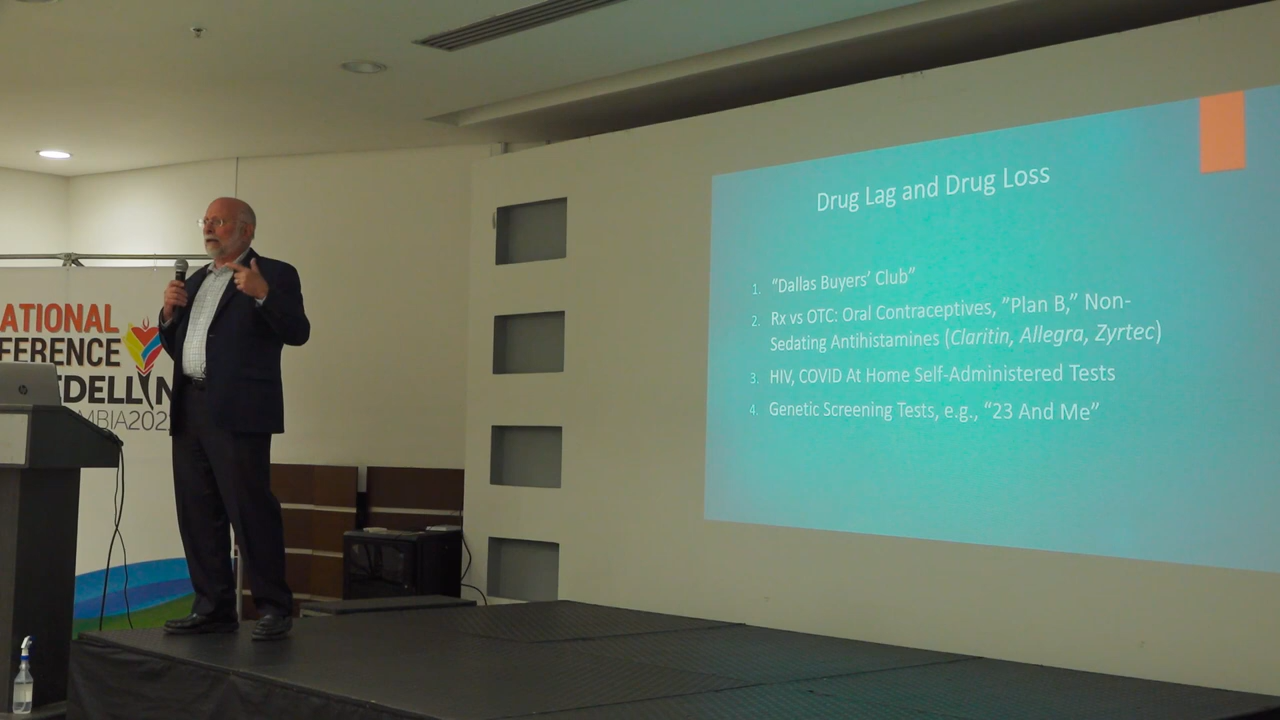 ATIONAL
FERENCE
EDELLIN
MBIA202
hp
Drug Lag and Drug Loss
1. "Dallas Buyers' Club"
2. Rx vs OTC: Oral Contraceptives, "Plan B," Non-
Sedating Antihistamines (Claritin, Allegra, Zyrtec)
3. HIV, COVID At Home Self-Administered Tests
4. Genetic Screening Tests, e.g., "23 And Me"